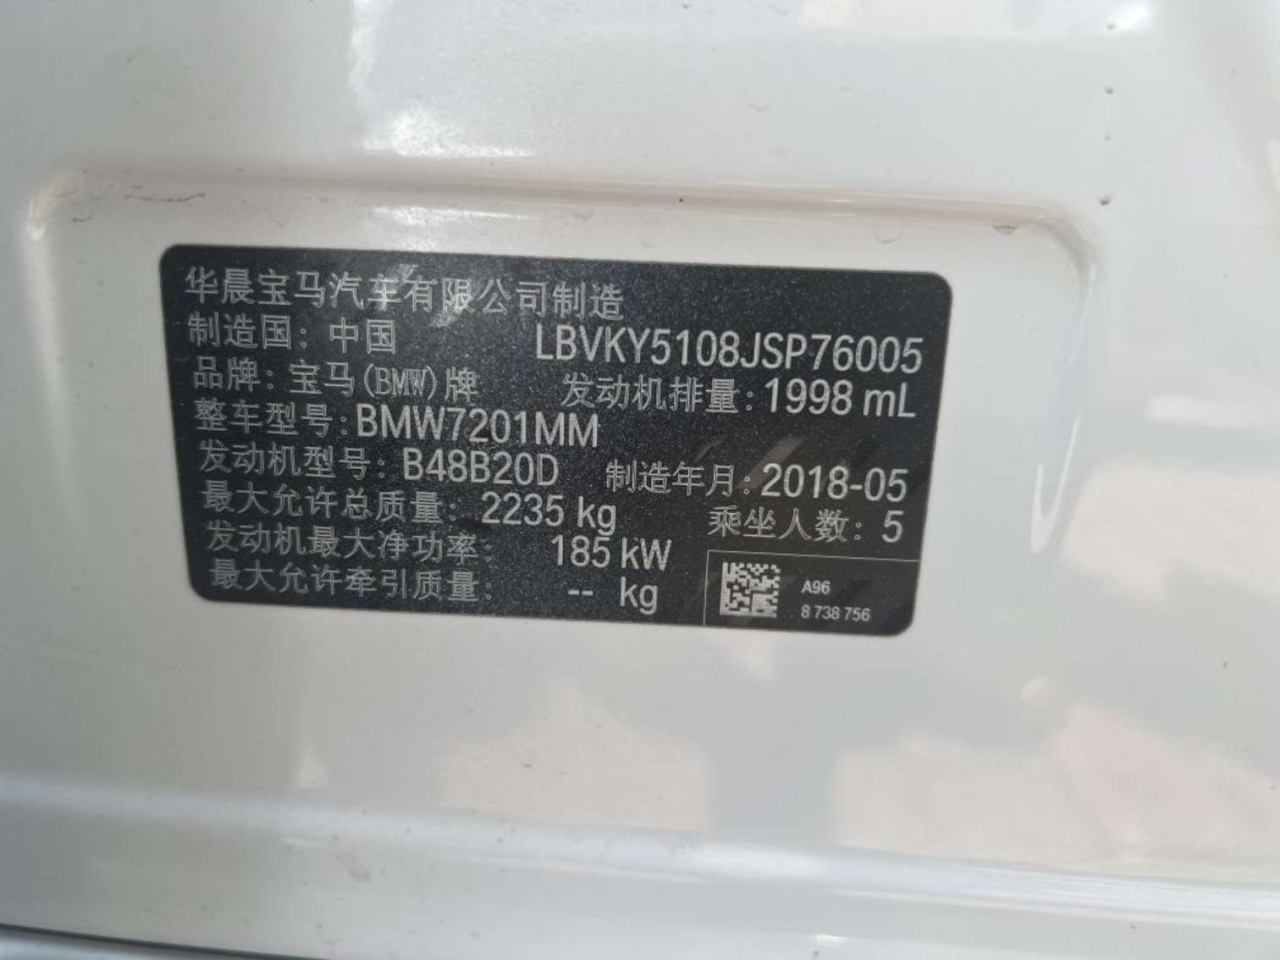 华晨宝马汽车有限公司制造
制造国: 中国 LBVKY5108JSP76005
品牌: 宝马(BMW)牌 发动机排量: 1998 mL
整车型号: BMW7201MM
发动机型号: B48B20D 制造年月: 2018-05
最大允许总质量: 2235 kg 乘坐人数: 5
发动机最大净功率: 185 kW
最大允许牵引质量: -- kg
A96
8 738 756